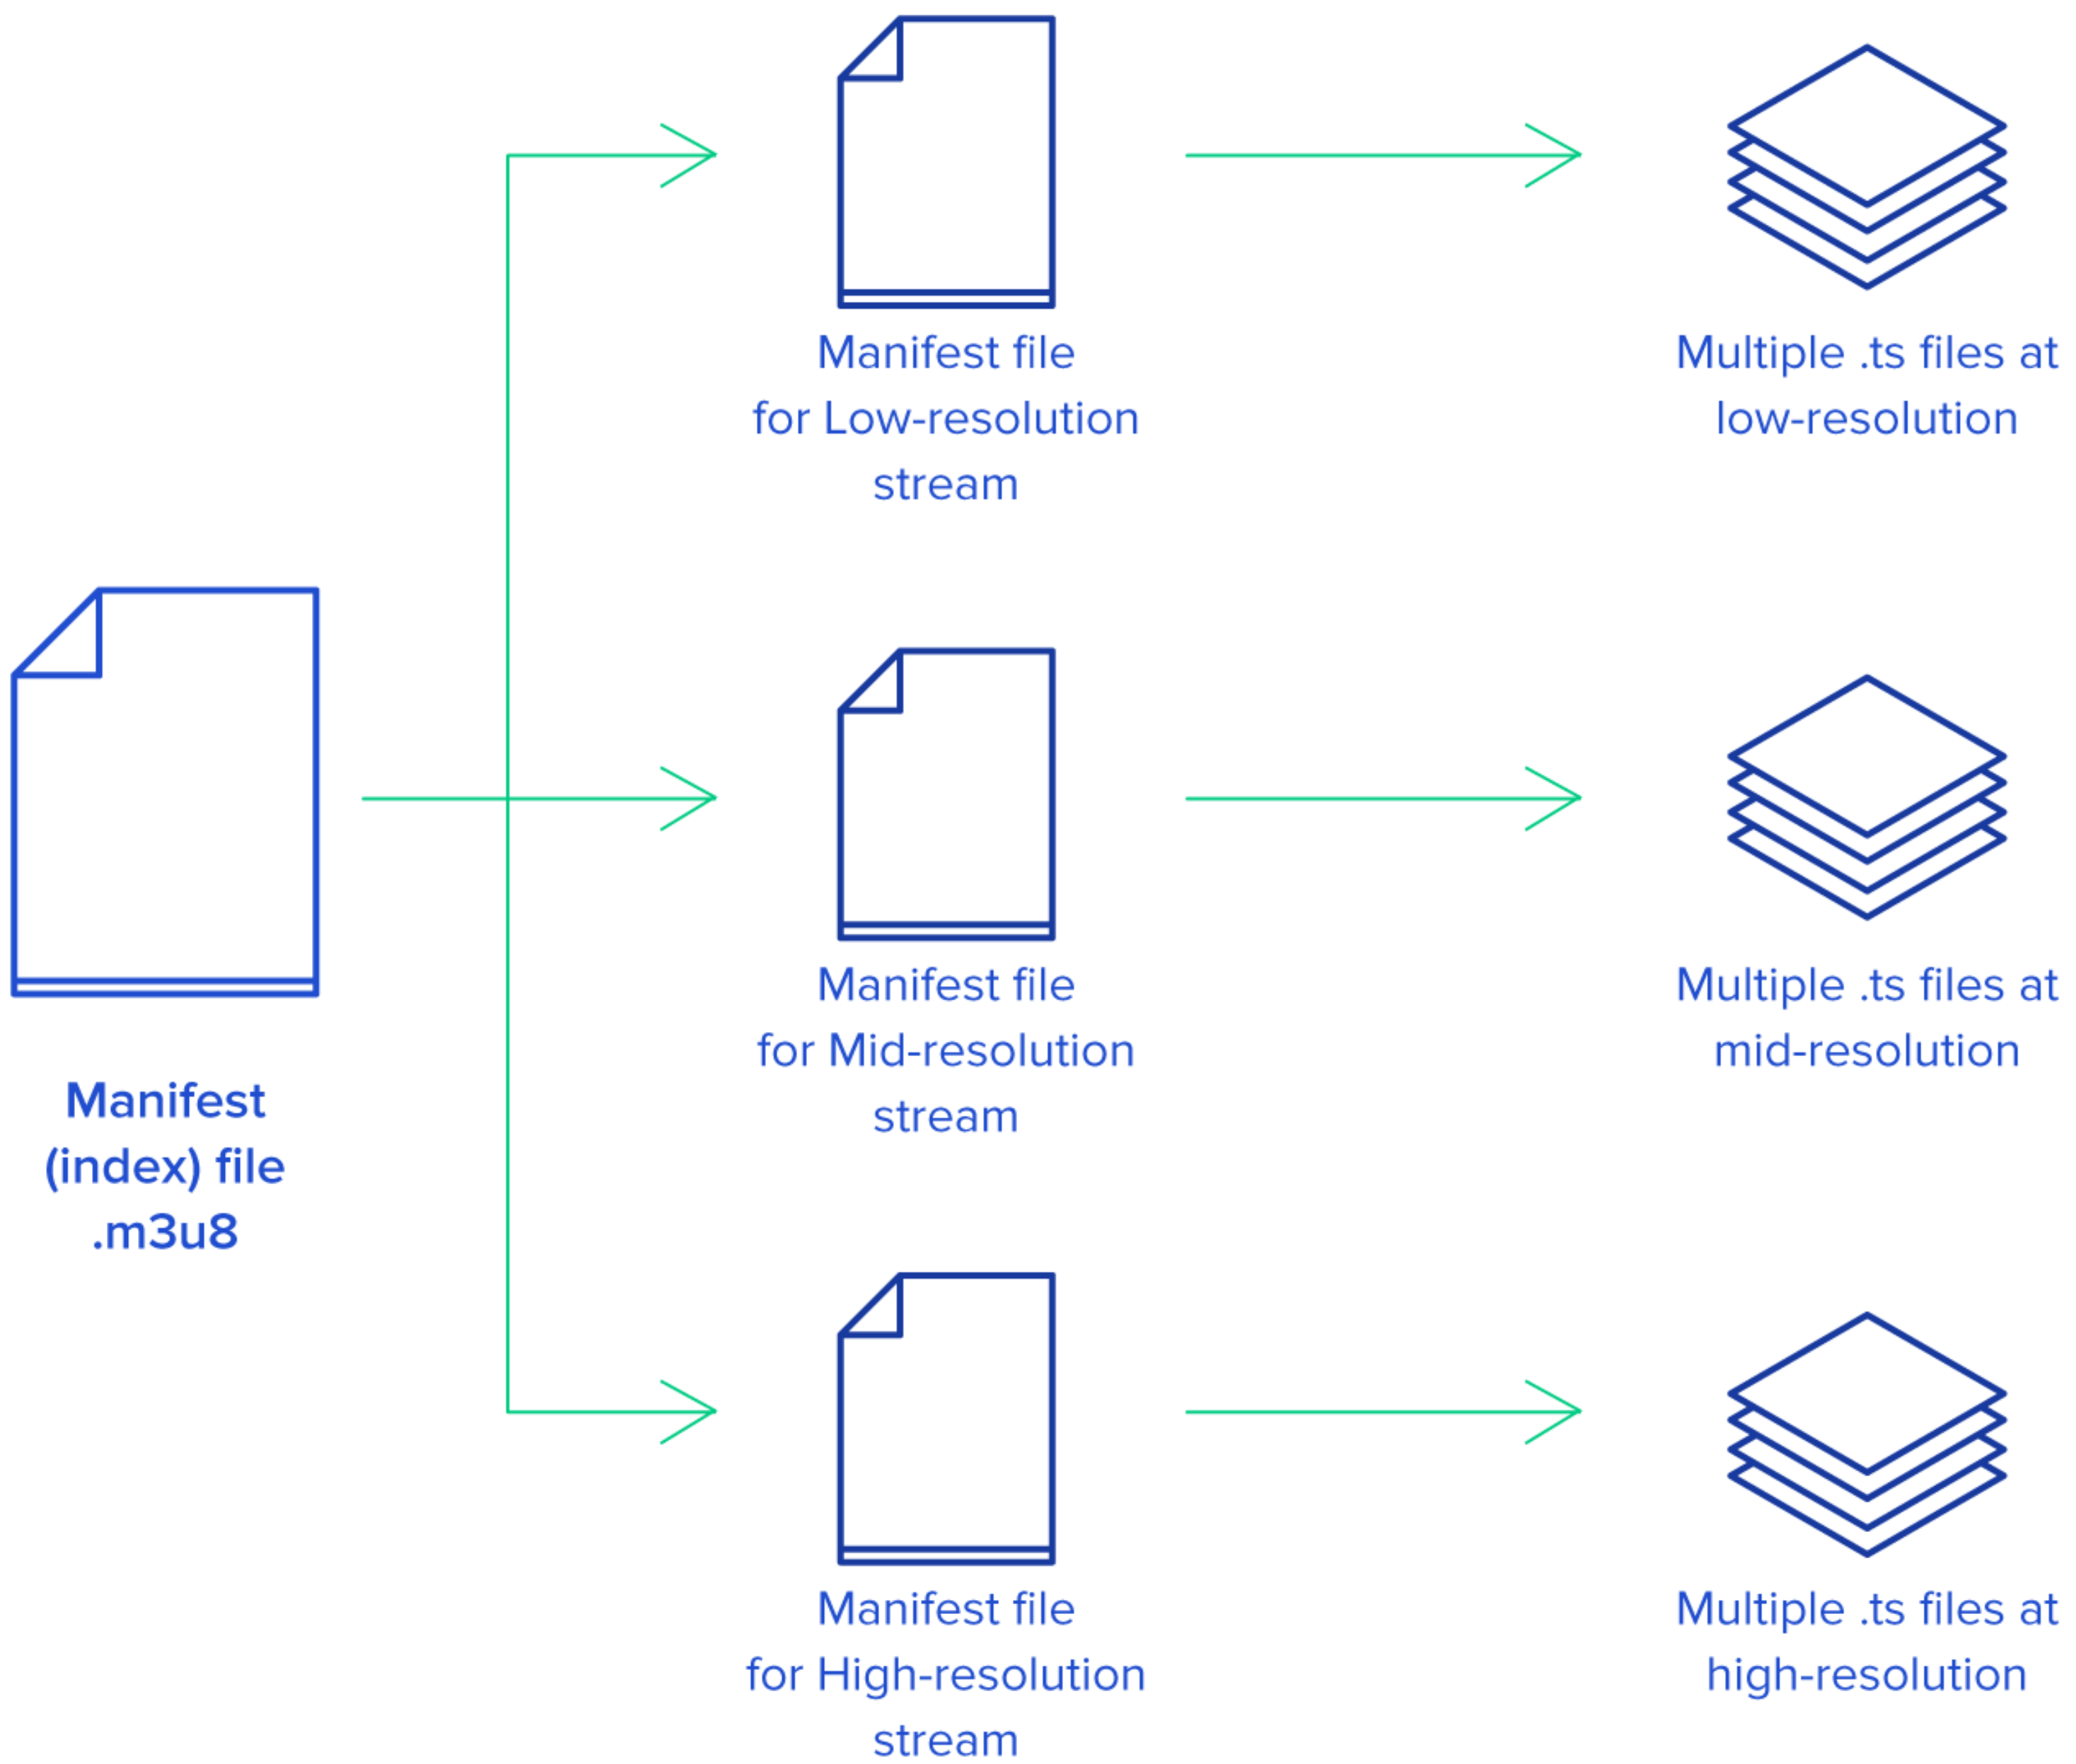 Manifest
(index) file
.m3u8
Manifest file
for Low-resolution
stream
Multiple .ts files at
low-resolution
Manifest file
for Mid-resolution
stream
Multiple .ts files at
mid-resolution
Manifest file
for High-resolution
stream
Multiple .ts files at
high-resolution